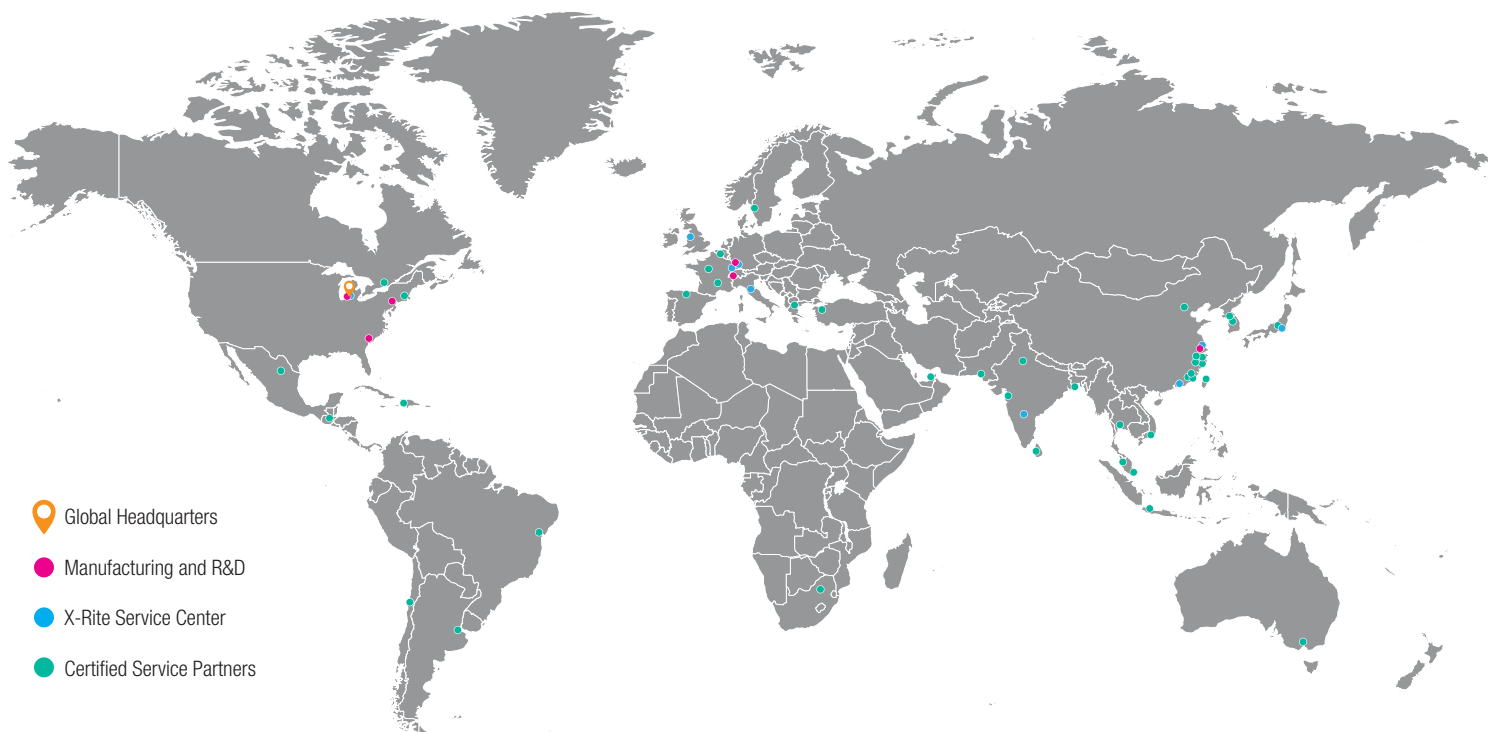 Global Headquarters
Manufacturing and R&D
X-Rite Service Center
Certified Service Partners